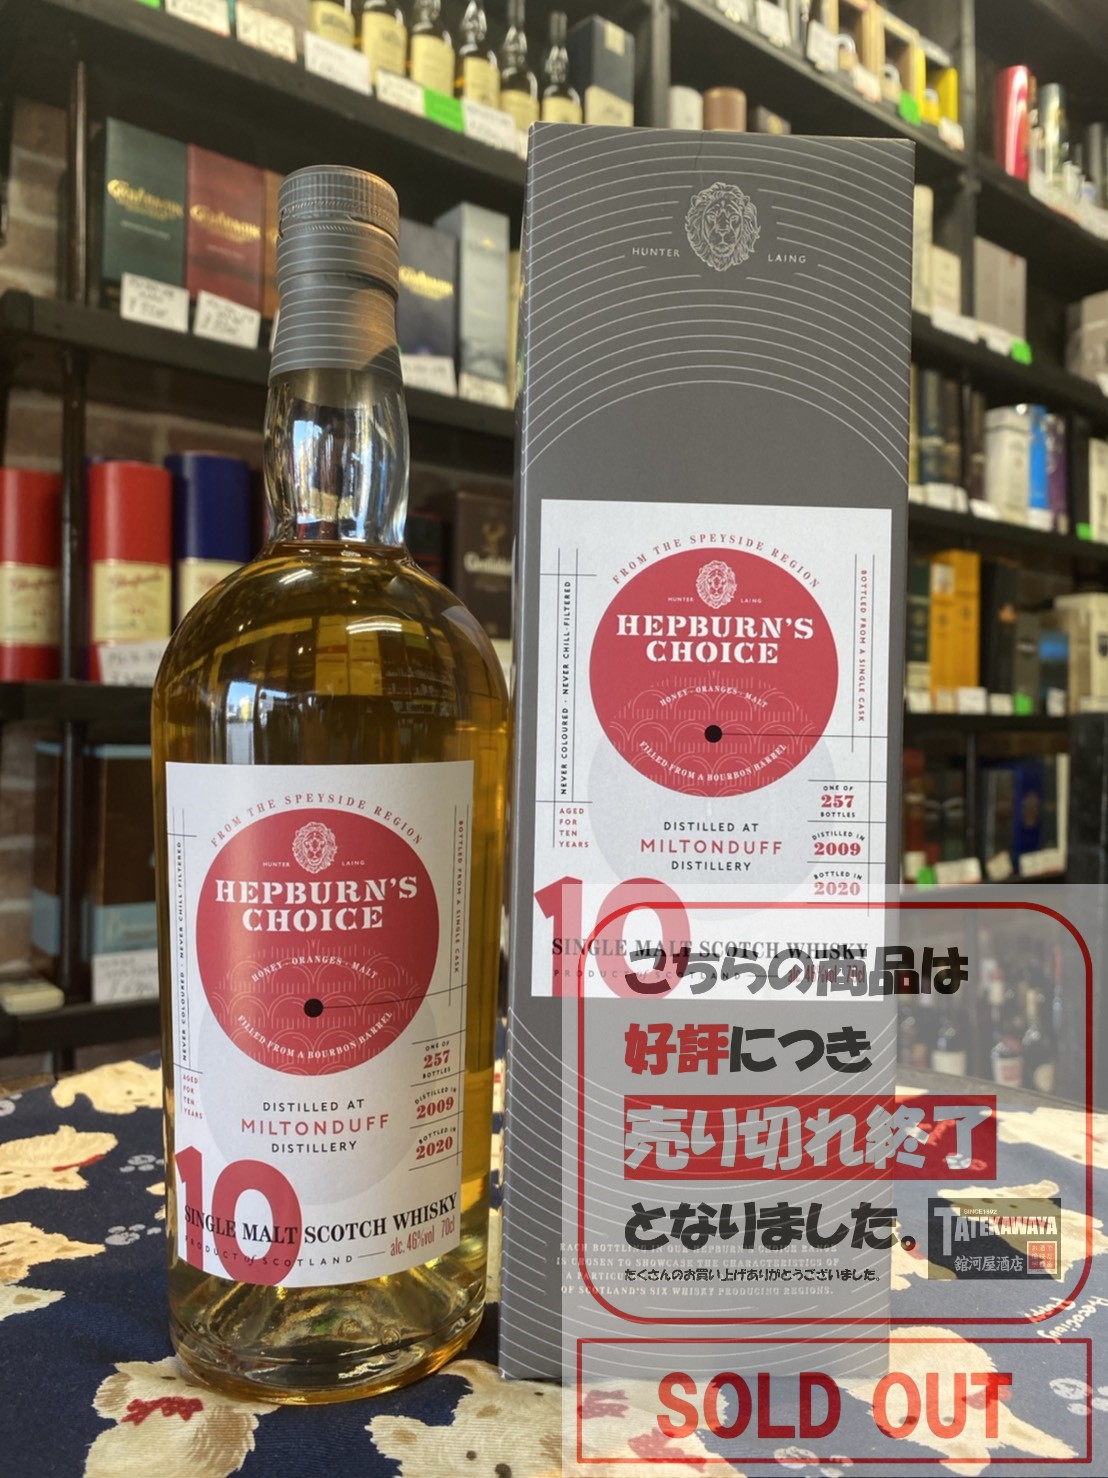 HUNTER LAING
FROM THE SPEYSIDE REGION
HUNTER LAING
HEPBURN'S
CHOICE
HONEY - ORANGES - MALT
FILLED FROM A BOURBON BARREL
NEVER COLOURED - NEVER CHILL-FILTERED
BOTTLED FROM A SINGLE CASK
AGED
FOR
TEN
YEARS
ONE OF
257
BOTTLES
DISTILLED IN
2009
BOTTLED IN
2020
DISTILLED AT
MILTONDUFF
DISTILLERY
10
SINGLE MALT SCOTCH WHISKY
PRODUCT of SCOTLAND
alc. 46%vol 70cl
EACH BOTTLING IN OUR HEPBURN'S CHOICE RANGE
IS CHOSEN TO SHOWCASE THE CHARACTERISTICS OF
A PARTICU
OF SCOTLAND'S SIX WHISKY PRODUCING REGIONS.
FROM THE SPEYSIDE REGION
HUNTER LAING
HEPBURN'S
CHOICE
HONEY - ORANGES - MALT
FILLED FROM A BOURBON BARREL
NEVER COLOURED - NEVER CHILL-FILTERED
BOTTLED FROM A SINGLE CASK
AGED
FOR
TEN
YEARS
ONE OF
257
BOTTLES
DISTILLED IN
2009
BOTTLED IN
2020
DISTILLED AT
MILTONDUFF
DISTILLERY
10
SINGLE MALT SCOTCH WHISKY
PRODUCT of SCOTLAND
alc. 46%vol 70cl
こちらの商品は
好評につき
売り切れ終了
となりました。
たくさんのお買い上げありがとうございました。
SINCE1892
TATEKAWAYA
舘河屋酒店
SOLD OUT